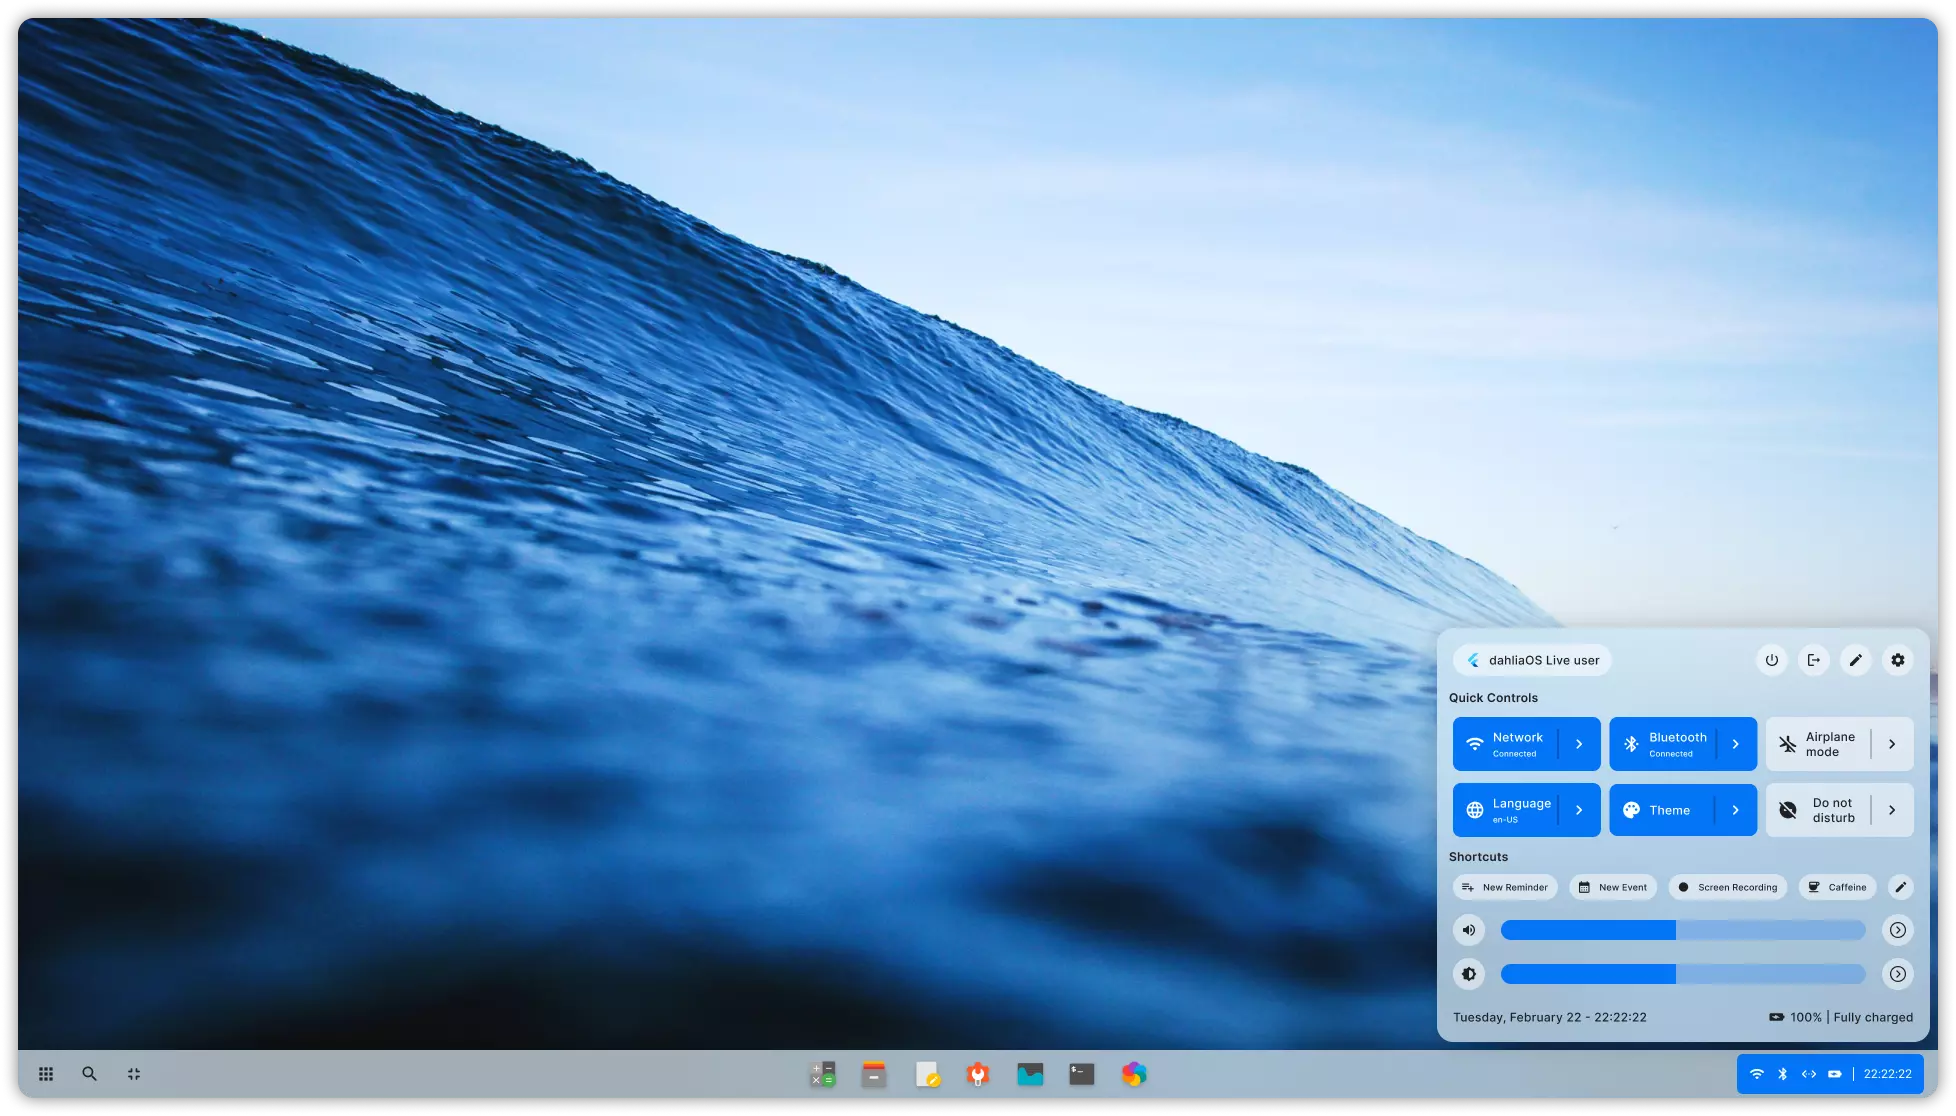 dahliaOS Live user
Quick Controls
Network
Connected
Bluetooth
Connected
Airplane
mode
Language
en-US
Theme
Do not
disturb
Shortcuts
New Reminder
New Event
Screen Recording
Caffeine
Tuesday, February 22 - 22:22:22
100% | Fully charged
$_
22:22:22